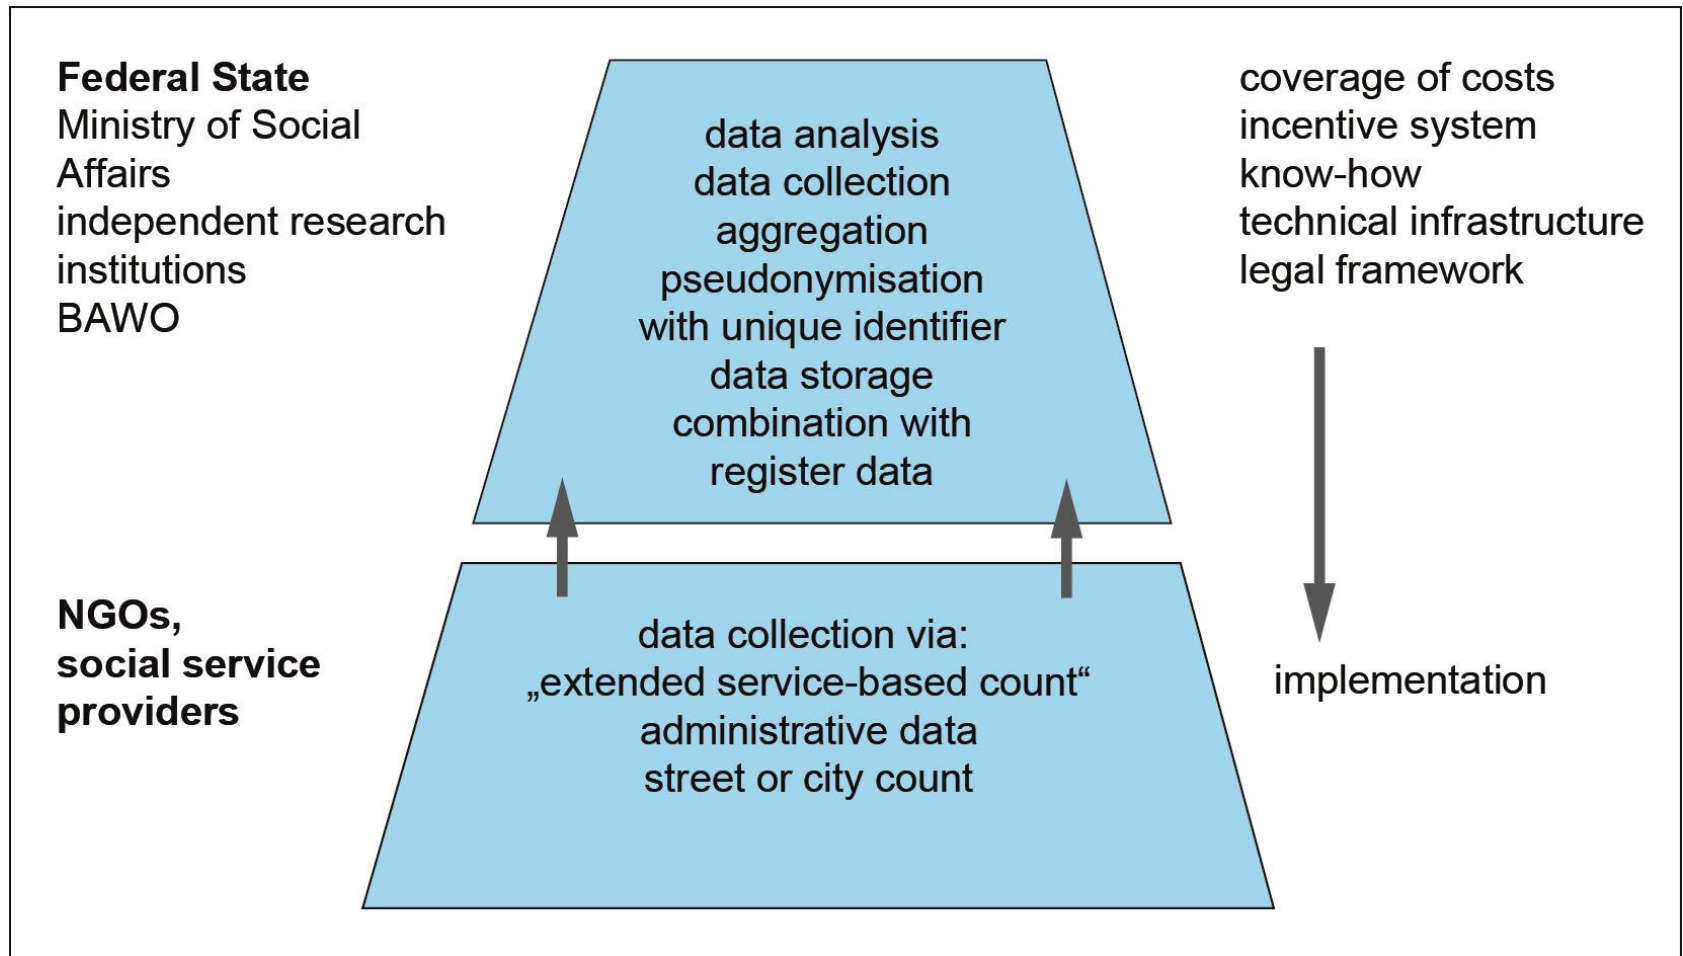 Federal State
Ministry of Social
Affairs
independent research
institutions
BAWO
data analysis
data collection
aggregation
pseudonymisation
with unique identifier
data storage
combination with
register data
coverage of costs
incentive system
know-how
technical infrastructure
legal framework
NGOs,
social service
providers
data collection via:
„extended service-based count“
administrative data
street or city count
implementation